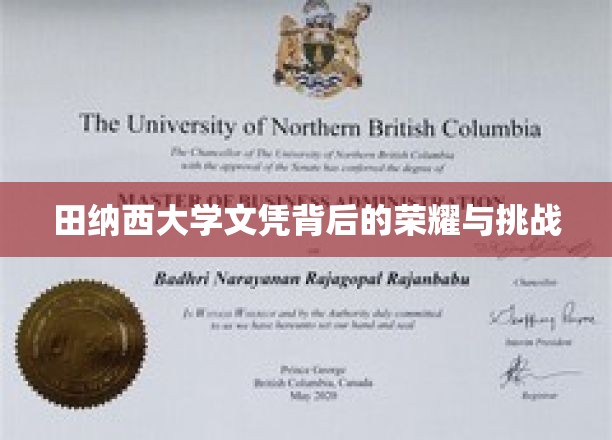 The University of Northern British Columbia
The Chancellor of The University of Northern British Columbia
with the approval of the Senate has conferred the degree of
MASTER OF BUSINESS ADMINISTRATION
田纳西大学文凭背后的荣耀与挑战
Badhri Narayanan Rajagopal Rajanbabu
Chancellor
In Witness Whereof and by the Authority duly committed
to us we have hereunto set our hand and seal
Interim President
Prince George
British Columbia, Canada
May 2020
Registrar